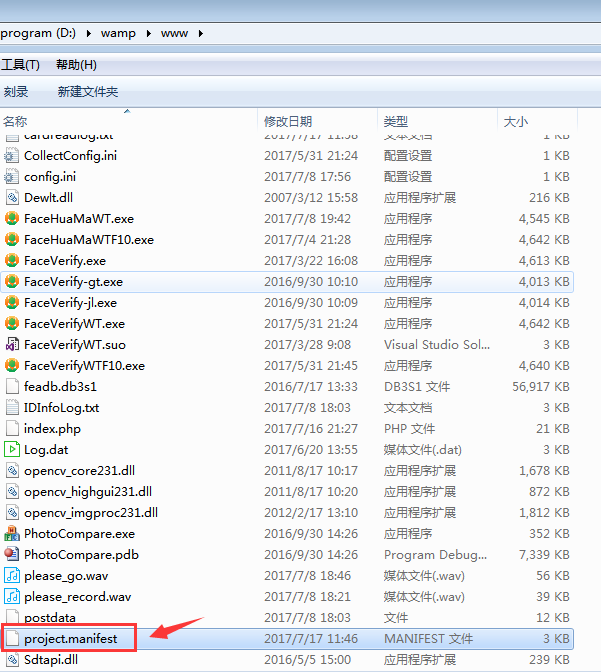 program (D:) ▸ wamp ▸ www ▸
工具(T) 帮助(H)
刻录 新建文件夹
名称 修改日期 类型 大小
cardreadlog.txt 2017/7/17 11:58 文本文档 1 KB
CollectConfig.ini 2017/5/31 21:24 配置设置 1 KB
config.ini 2017/7/8 17:56 配置设置 1 KB
Dewlt.dll 2007/3/12 15:58 应用程序扩展 216 KB
FaceHuaMaWT.exe 2017/7/8 19:42 应用程序 4,545 KB
FaceHuaMaWTF10.exe 2017/7/4 21:28 应用程序 4,642 KB
FaceVerify.exe 2017/3/22 16:08 应用程序 4,613 KB
FaceVerify-gt.exe 2016/9/30 10:10 应用程序 4,013 KB
FaceVerify-jl.exe 2016/9/30 10:09 应用程序 4,014 KB
FaceVerifyWT.exe 2017/5/31 21:24 应用程序 4,642 KB
FaceVerifyWT.suo 2017/3/28 9:08 Visual Studio Sol... 3 KB
FaceVerifyWTF10.exe 2017/5/31 21:45 应用程序 4,640 KB
feadb.db3s1 2016/7/17 13:33 DB3S1 文件 56,917 KB
IDInfoLog.txt 2017/7/8 18:03 文本文档 3 KB
index.php 2017/7/16 21:27 PHP 文件 21 KB
Log.dat 2017/6/20 13:55 媒体文件(.dat) 3 KB
opencv_core231.dll 2011/8/17 10:17 应用程序扩展 1,678 KB
opencv_highgui231.dll 2011/8/17 10:20 应用程序扩展 872 KB
opencv_imgproc231.dll 2012/2/17 13:10 应用程序扩展 1,812 KB
PhotoCompare.exe 2016/9/30 14:26 应用程序 352 KB
PhotoCompare.pdb 2016/9/30 14:26 Program Debug... 7,339 KB
please_go.wav 2017/7/8 18:46 媒体文件(.wav) 56 KB
please_record.wav 2017/7/8 18:21 媒体文件(.wav) 39 KB
postdata 2017/7/8 18:03 文件 12 KB
project.manifest 2017/7/17 11:46 MANIFEST 文件 3 KB
Sdtapi.dll 2016/5/5 15:00 应用程序扩展 60 KB